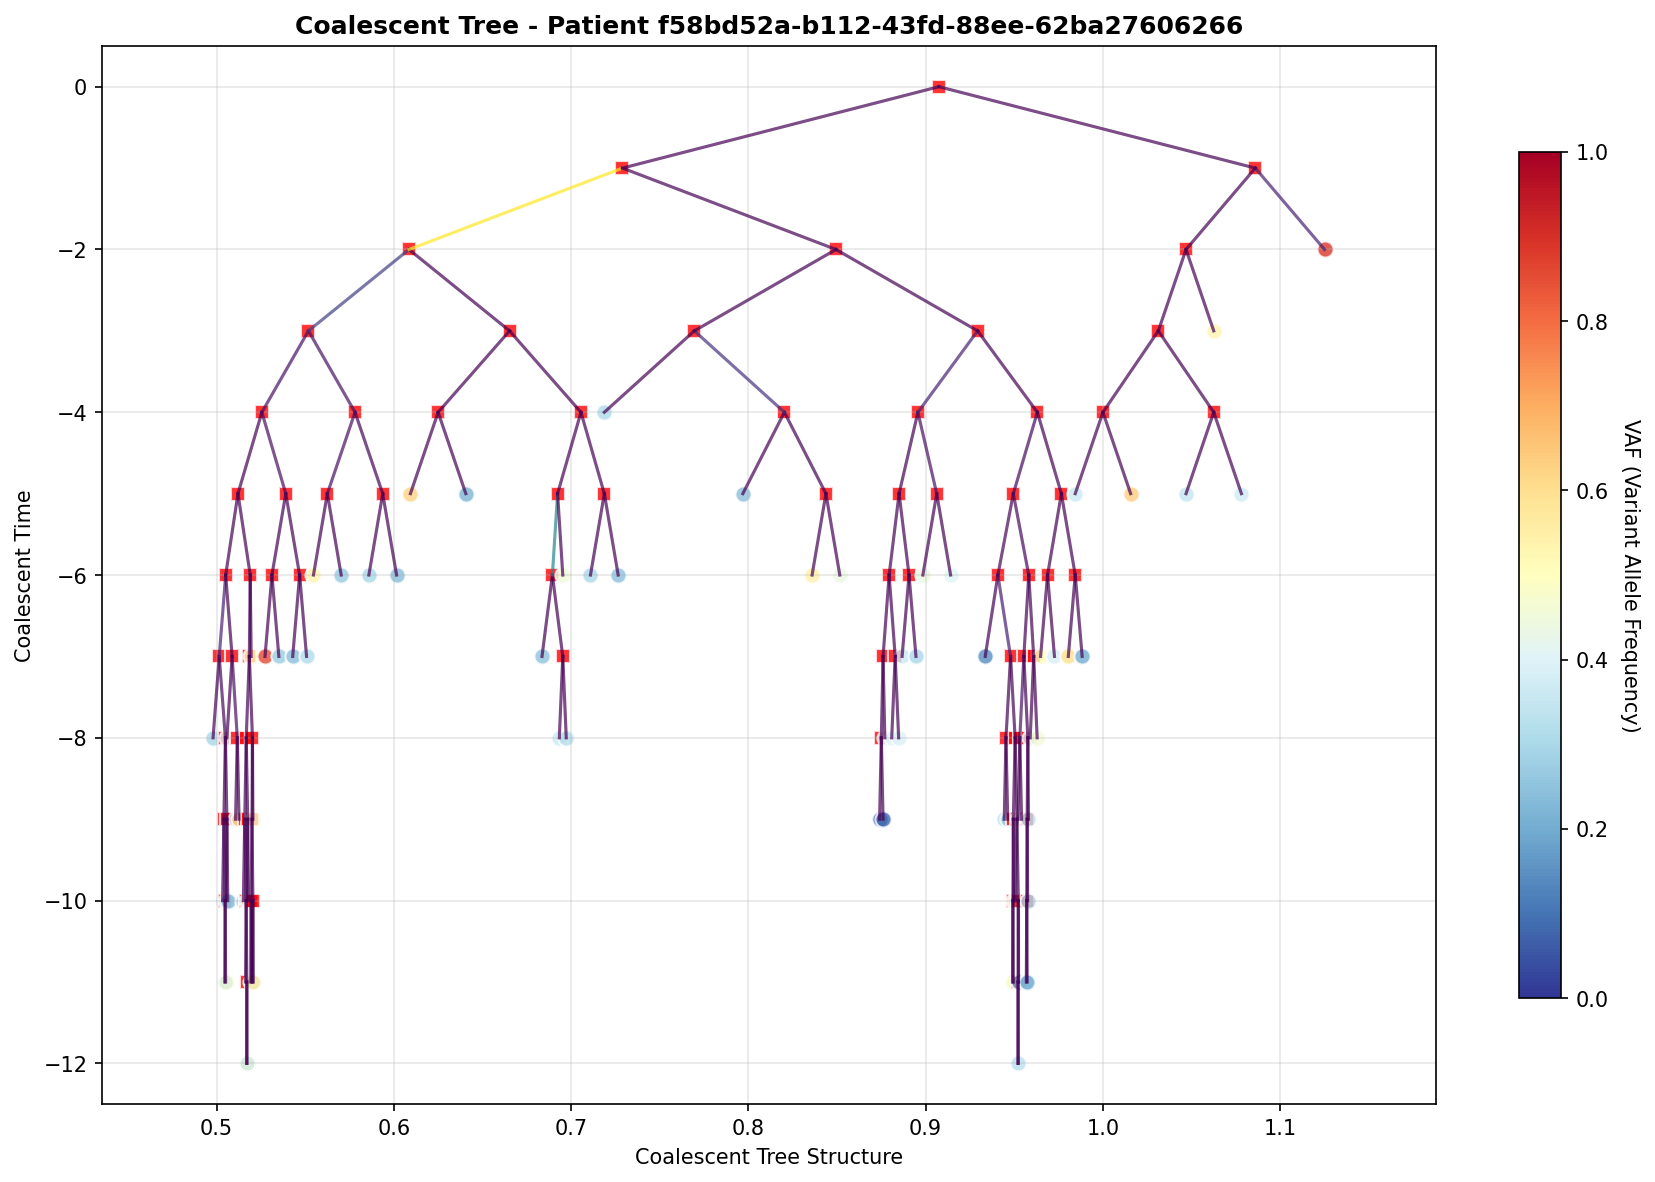 Coalescent Tree - Patient f58bd52a-b112-43fd-88ee-62ba27606266
Coalescent Time
0
−2
−4
−6
−8
−10
−12
0.5 0.6 0.7 0.8 0.9 1.0 1.1
Coalescent Tree Structure
1.0
0.8
0.6
0.4
0.2
0.0
VAF (Variant Allele Frequency)